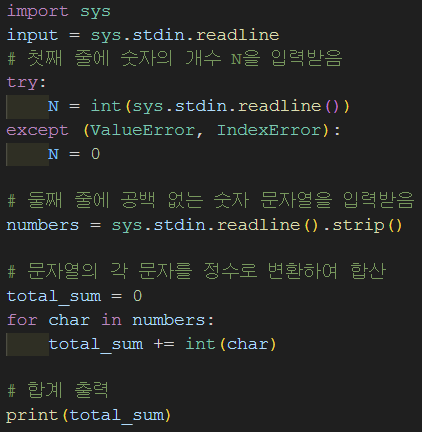 import sys
input = sys.stdin.readline
# 첫째 줄에 숫자의 개수 N을 입력받음
try:
    N = int(sys.stdin.readline())
except (ValueError, IndexError):
    N = 0

# 둘째 줄에 공백 없는 숫자 문자열을 입력받음
numbers = sys.stdin.readline().strip()

# 문자열의 각 문자를 정수로 변환하여 합산
total_sum = 0
for char in numbers:
    total_sum += int(char)

# 합계 출력
print(total_sum)